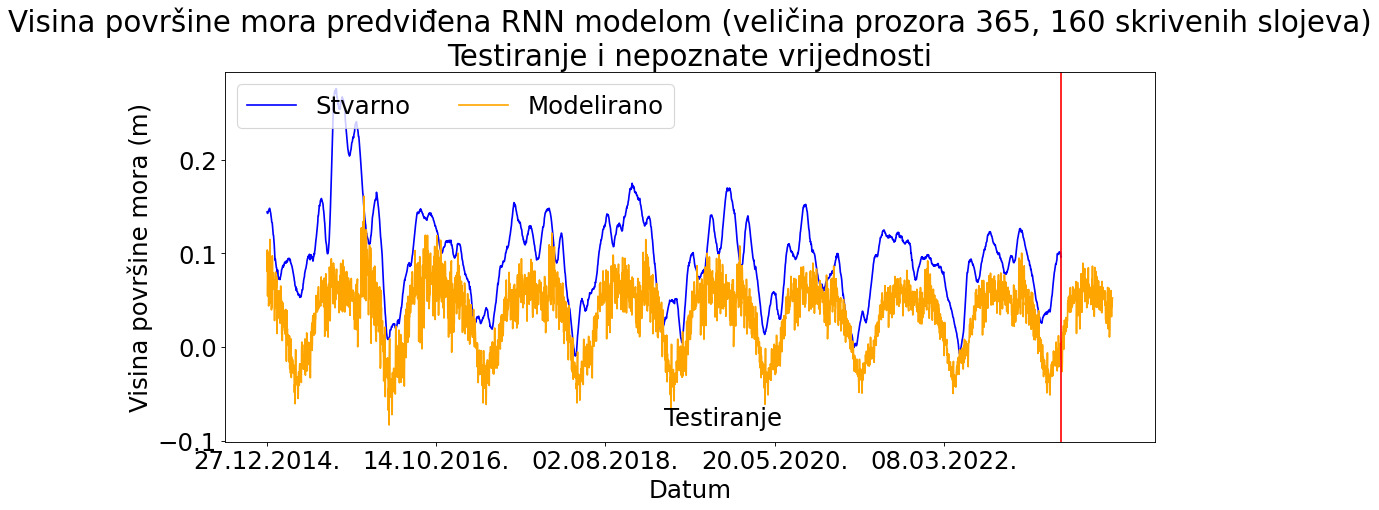 Visina površine mora predviđena RNN modelom (veličina prozora 365, 160 skrivenih slojeva)
Testiranje i nepoznate vrijednosti
Stvarno Modelirano
Visina površine mora (m)
0.2
0.1
0.0
−0.1
Testiranje
27.12.2014. 14.10.2016. 02.08.2018. 20.05.2020. 08.03.2022.
Datum